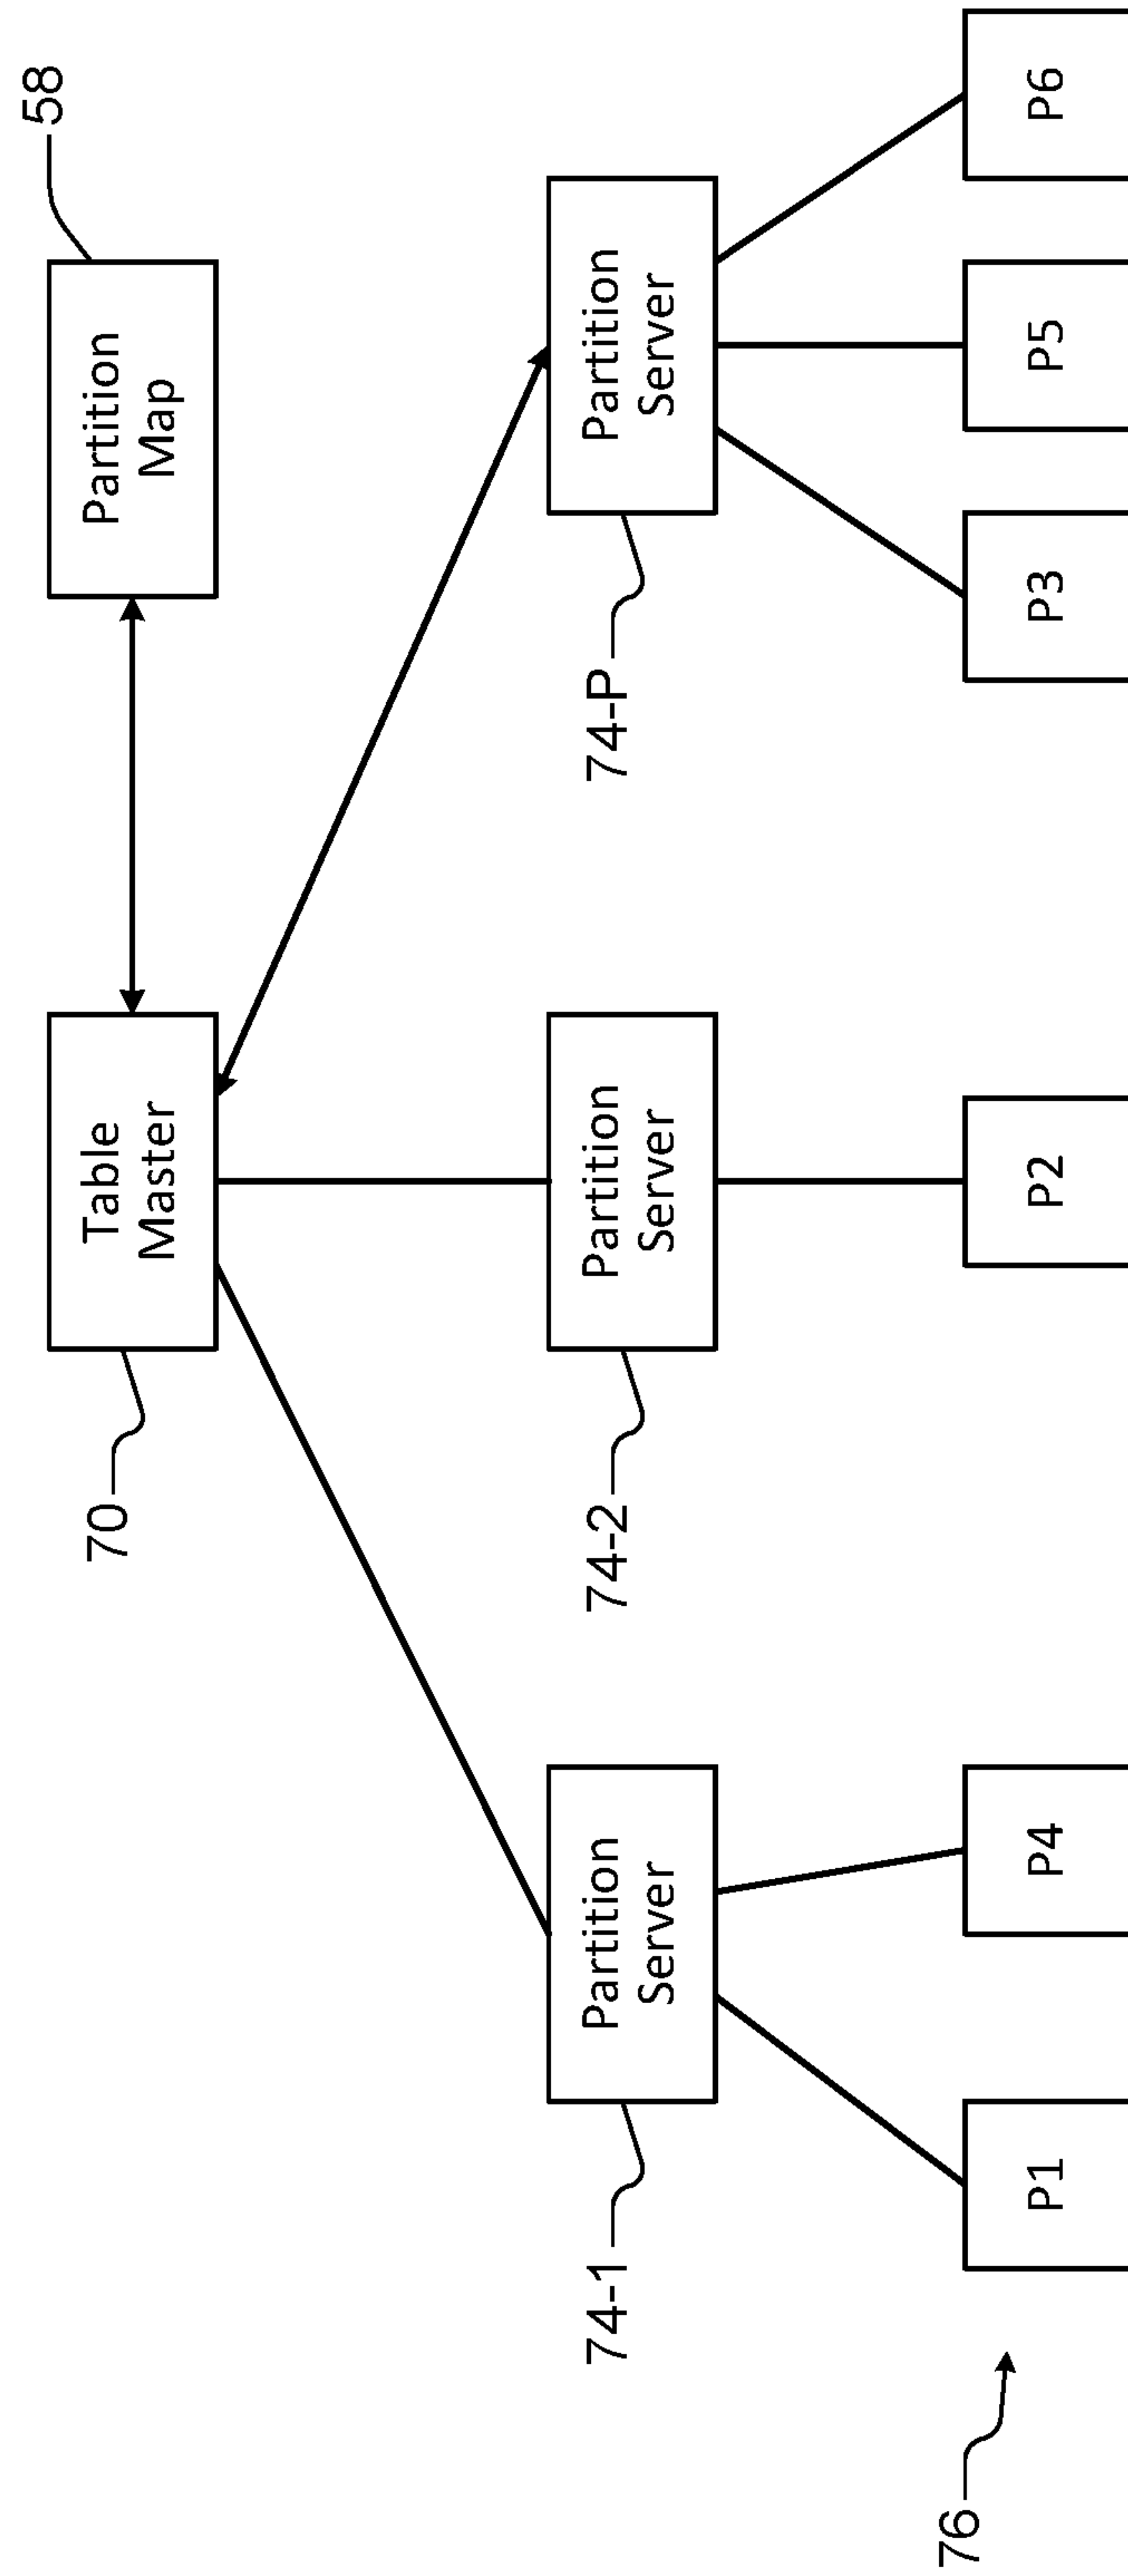 58
Table
Master
Partition
Map
70
Partition
Server
Partition
Server
Partition
Server
74-1
74-2
74-P
P1
P4
P2
P3
P5
P6
76